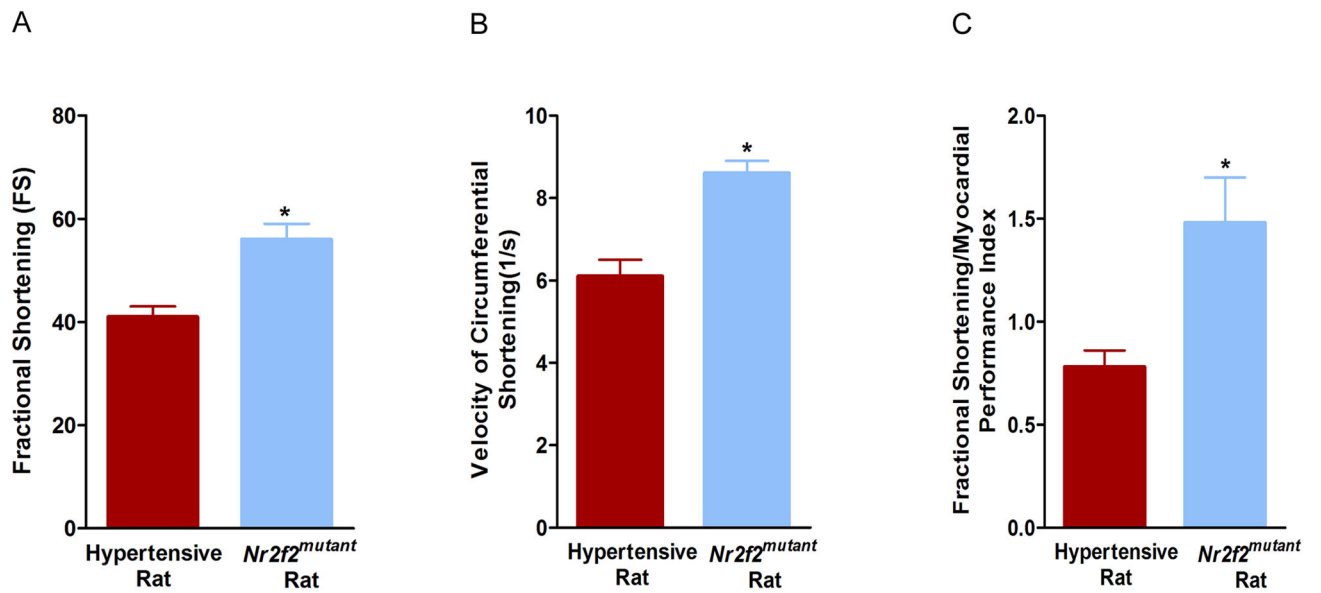 A
B
C
Fractional Shortening (FS)
80
60
40
20
0
*
Hypertensive
Rat
Nr2f2mutant
Rat
Velocity of Circumferential
Shortening(1/s)
10
8
6
4
2
0
*
Hypertensive
Rat
Nr2f2mutant
Rat
Fractional Shortening/Myocardial
Performance Index
2.0
1.5
1.0
0.5
0.0
*
Hypertensive
Rat
Nr2f2mutant
Rat